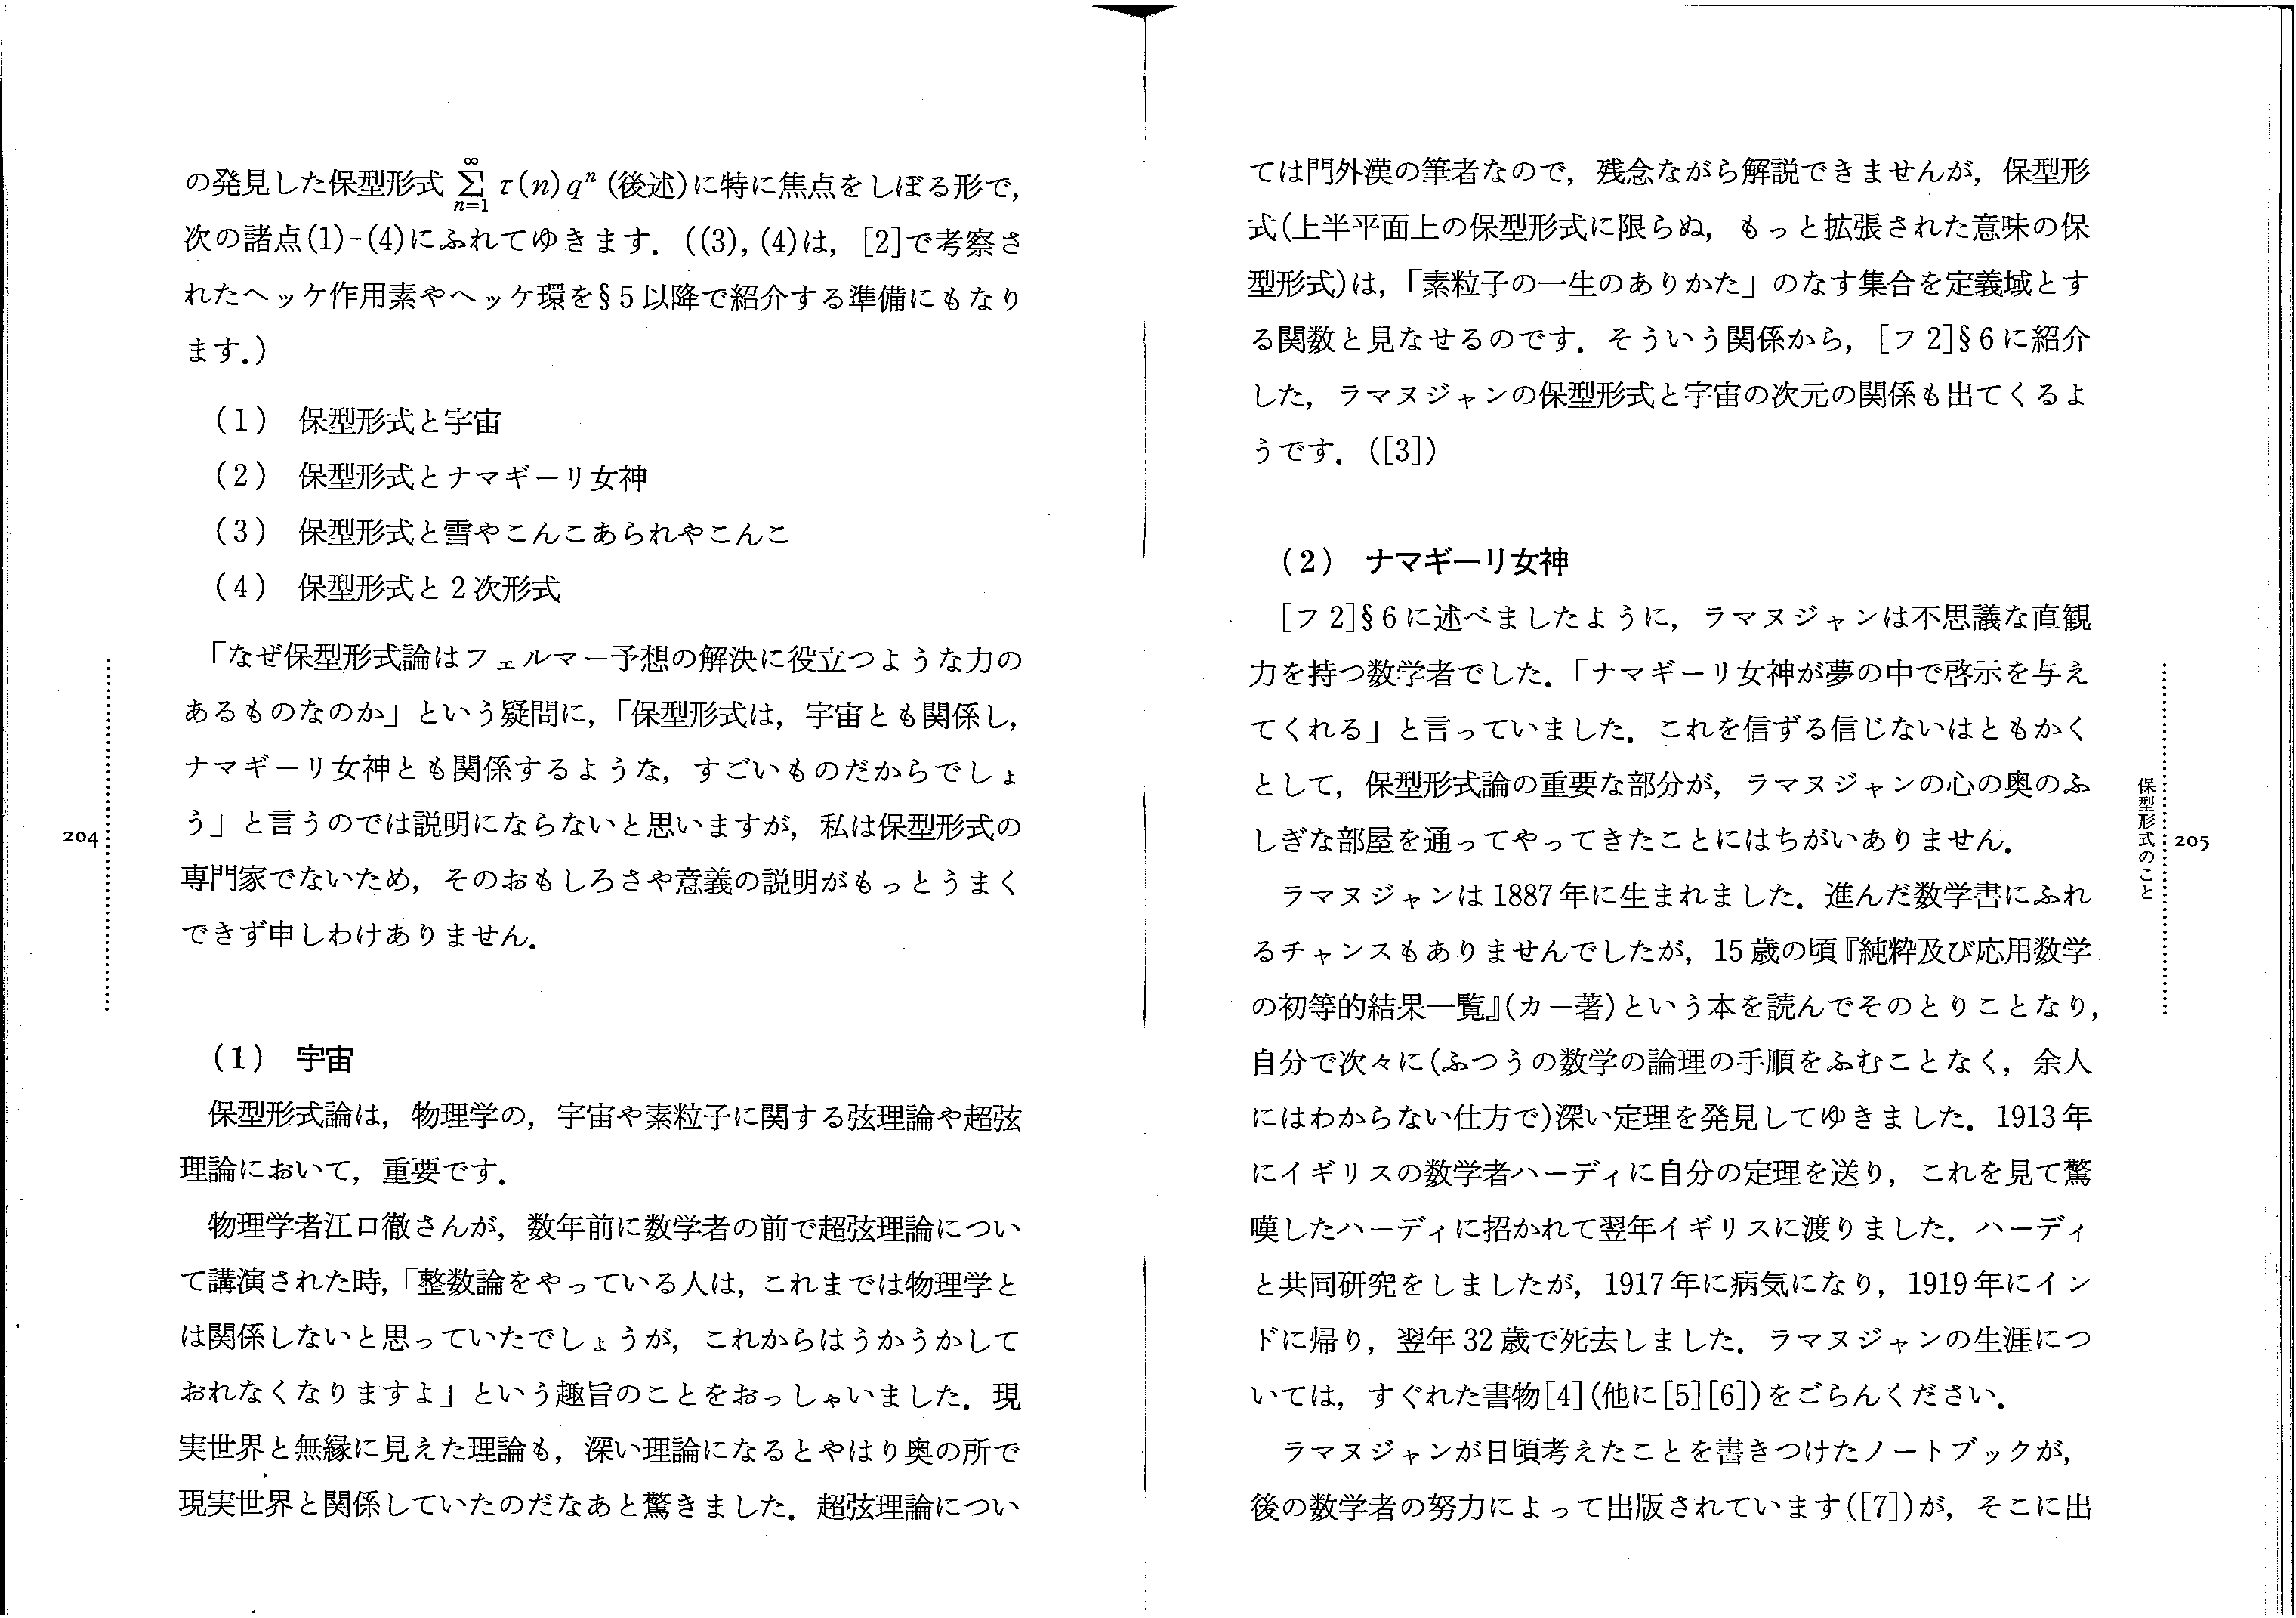 の発見した保型形式 $\sum_{n=1}^{\infty} \tau(n) q^n$ (後述)に特に焦点をしぼる形で，
次の諸点(1)-(4)にふれてゆきます．((3), (4)は，[2]で考察さ
れたヘッケ作用素やヘッケ環を§5以降で紹介する準備にもなり
ます.)
(1) 保型形式と宇宙
(2) 保型形式とナマギーリ女神
(3) 保型形式と雪やこんこあられやこんこ
(4) 保型形式と2次形式
「なぜ保型形式論はフェルマー予想の解決に役立つような力の
あるものなのか」という疑問に，「保型形式は，宇宙とも関係し，
ナマギーリ女神とも関係するような，すごいものだからでしょ
う」と言うのでは説明にならないと思いますが，私は保型形式の
専門家でないため，そのおもしろさや意義の説明がもっとうまく
できず申しわけありません．
(1) 宇宙
保型形式論は，物理学の，宇宙や素粒子に関する弦理論や超弦
理論において，重要です．
物理学者江口徹さんが，数年前に数学者の前で超弦理論につい
て講演された時，「整数論をやっている人は，これまでは物理学と
は関係しないと思っていたでしょうが，これからはうかうかして
おれなくなりますよ」という趣旨のことをおっしゃいました．現
実世界と無縁に見えた理論も，深い理論になるとやはり奥の所で
現実世界と関係していたのだなあと驚きました．超弦理論につい
204
ては門外漢の筆者なので，残念ながら解説できませんが，保型形
式(上半平面上の保型形式に限らぬ，もっと拡張された意味の保
型形式)は，「素粒子の一生のありかた」のなす集合を定義域とす
る関数と見なせるのです．そういう関係から，[フ2]§6に紹介
した，ラマヌジャンの保型形式と宇宙の次元の関係も出てくるよ
うです．([3])
(2) ナマギーリ女神
[フ2]§6に述べましたように，ラマヌジャンは不思議な直観
力を持つ数学者でした．「ナマギーリ女神が夢の中で啓示を与え
てくれる」と言っていました．これを信ずる信じないはともかく
として，保型形式論の重要な部分が，ラマヌジャンの心の奥のふ
しぎな部屋を通ってやってきたことにはちがいありません．
ラマヌジャンは1887年に生まれました．進んだ数学書にふれ
るチャンスもありませんでしたが，15歳の頃『純粋及び応用数学
の初等的結果一覧』(カー著)という本を読んでそのとりことなり，
自分で次々に(ふつうの数学の論理の手順をふむことなく，余人
にはわからない仕方で)深い定理を発見してゆきました．1913年
にイギリスの数学者ハーディに自分の定理を送り，これを見て驚
嘆したハーディに招かれて翌年イギリスに渡りました．ハーディ
と共同研究をしましたが，1917年に病気になり，1919年にイン
ドに帰り，翌年32歳で死去しました．ラマヌジャンの生涯につ
いては，すぐれた書物[4](他に[5][6])をごらんください．
ラマヌジャンが日頃考えたことを書きつけたノートブックが，
後の数学者の努力によって出版されています([7])が，そこに出
保型形式のこと
205